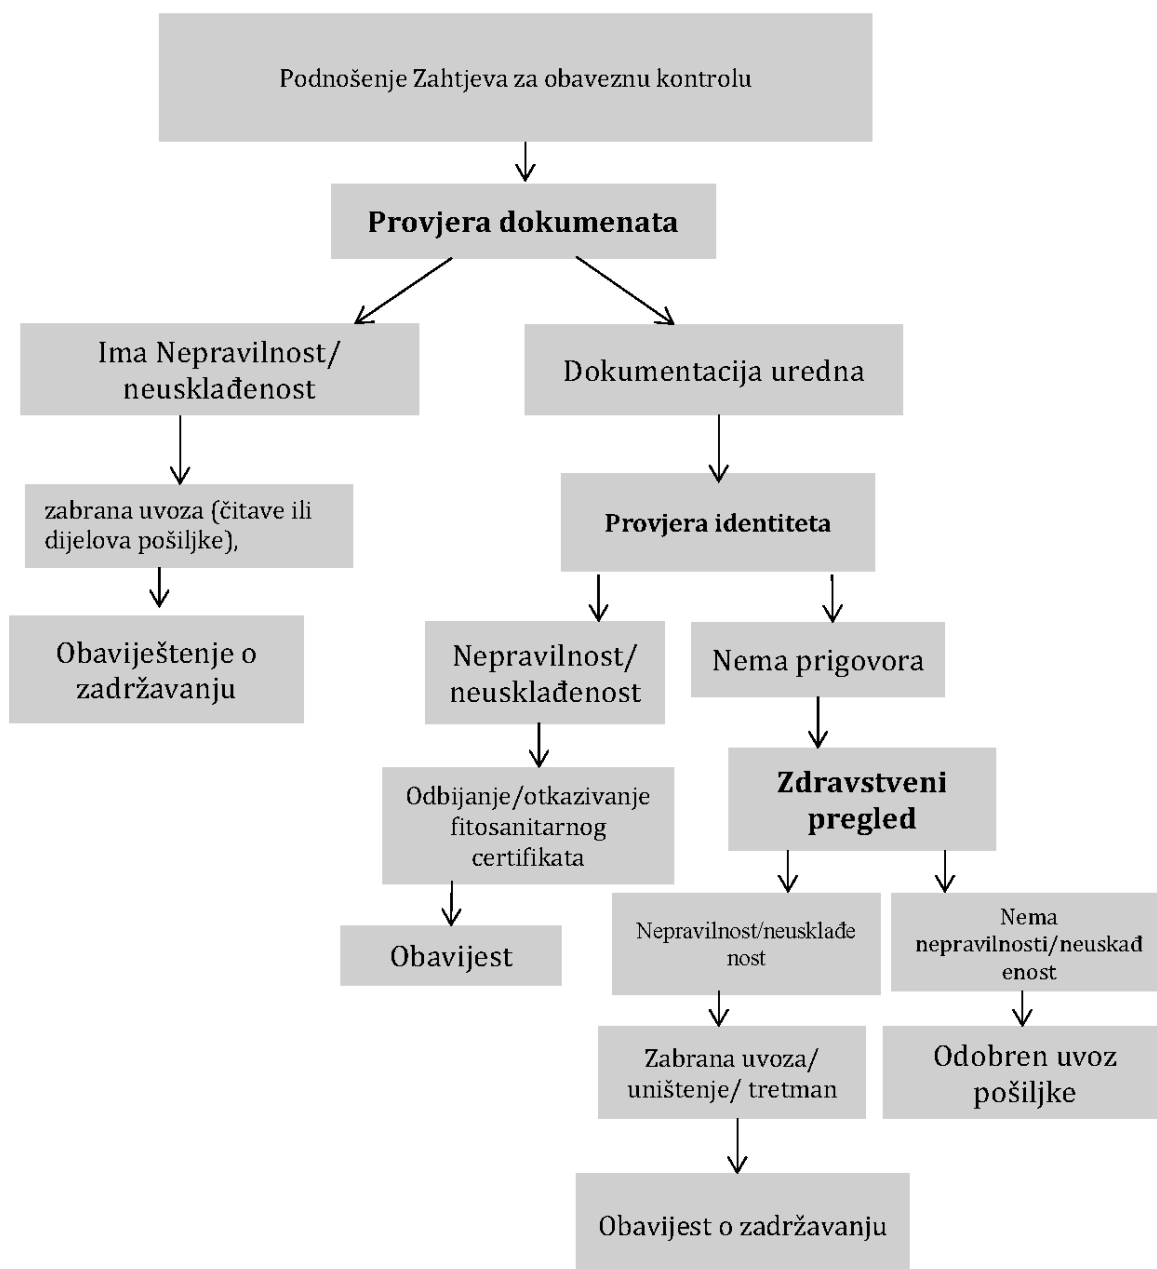 Podnošenje Zahtjeva za obaveznu kontrolu
Provjera dokumenata
Ima Nepravilnost/
neusklađenost
Dokumentacija uredna
zabrana uvoza (čitave ili
dijelova pošiljke),
Provjera identiteta
Obaviještenje o
zadržavanju
Nepravilnost/
neusklađenost
Nema prigovora
Odbijanje/otkazivanje
fitosanitarnog
certifikata
Zdravstveni
pregled
Obavijest
Nepravilnost/neusklađe
nost
Nema
nepravilnosti/neuskađ
enost
Zabrana uvoza/
uništenje/ tretman
Odobren uvoz
pošiljke
Obavijest o zadržavanju